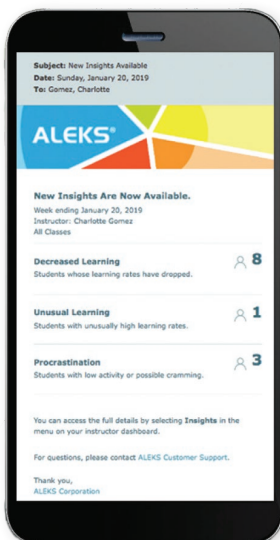 Subject: New Insights Available
Date: Sunday, January 20, 2019
To: Gomez, Charlotte
ALEKS®
New Insights Are Now Available.
Week ending January 20, 2019
Instructor: Charlotte Gomez
All Classes
Decreased Learning
8
Students whose learning rates have dropped.
Unusual Learning
1
Students with unusually high learning rates.
Procrastination
3
Students with low activity or possible cramming.
You can access the full details by selecting Insights in the
menu on your instructor dashboard.
For questions, please contact ALEKS Customer Support.
Thank you,
ALEKS Corporation